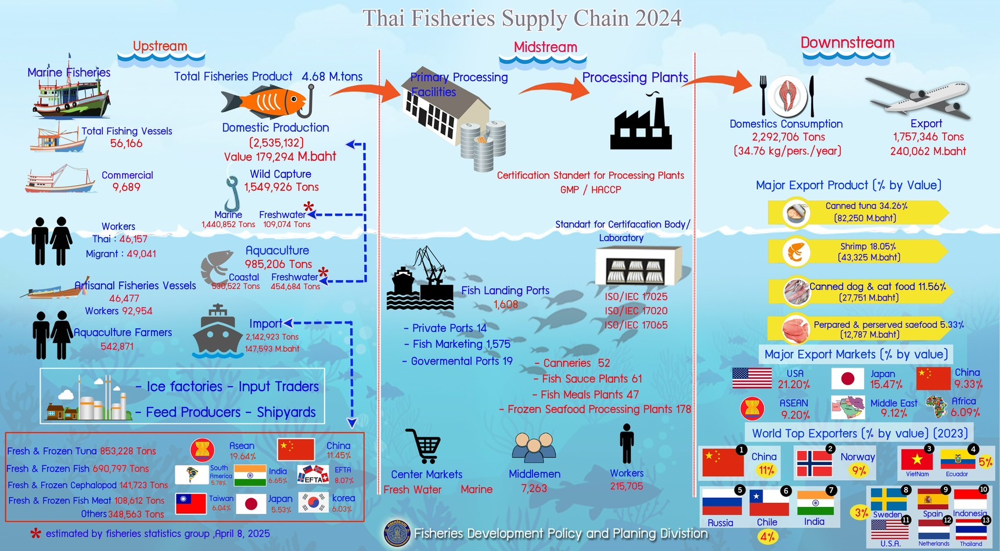 Thai Fisheries Supply Chain 2024
Upstream
Marine Fisheries
Total Fishing Vessels
56,166
Commercial
9,689
Workers
Thai : 46,157
Migrant : 49,041
Artisanal Fisheries Vessels
46,477
Workers 92,954
Aquaculture Farmers
542,871
Total Fisheries Product 4.68 M.tons
Domestic Production
(2,535,132)
Value 179,294 M.baht
Wild Capture
1,549,926 Tons
Marine
1,440,852 Tons
Freshwater *
109,074 Tons
Aquaculture
985,206 Tons
Coastal
530,522 Tons
Freshwater *
454,684 Tons
Import
2,142,923 Tons
147,593 M.baht
- Ice factories - Input Traders
- Feed Producers - Shipyards
Fresh & Frozen Tuna 853,228 Tons
Fresh & Frozen Fish 690,797 Tons
Fresh & Frozen Cephalopod 141,723 Tons
Fresh & Frozen Fish Meat 108,612 Tons
Others 348,563 Tons
Asean
19.64%
China
11.45%
South
America
5.78%
India
6.65%
EFTA
EFTA
8.07%
Taiwan
6.04%
Japan
5.53%
korea
6.03%
* estimated by fisheries statistics group ,April 8, 2025
Midstream
Primary Processing
Facilities
Processing Plants
Certification Standert for Processing Plants
GMP / HACCP
Standart for Certifacation Body/
Laboratory
ISO/IEC 17025
ISO/IEC 17020
ISO/IEC 17065
Fish Landing Ports
1,608
- Private Ports 14
- Fish Marketing 1,575
- Govermental Ports 19
- Canneries 52
- Fish Sauce Plants 61
- Fish Meals Plants 47
- Frozen Seafood Processing Plants 178
Center Markets
Fresh Water Marine
Middlemen
7,263
Workers
215,705
Fisheries Development Policy and Planing Divistion
Downnstream
Domestics Consumption
2,292,706 Tons
(34.76 kg/pers./year)
Export
1,757,346 Tons
240,062 M.baht
Major Export Product (% by Value)
Canned tuna 34.26%
(82,250 M.baht)
Shrimp 18.05%
(43,325 M.baht)
Canned dog & cat food 11.56%
(27,751 M.baht)
Perpared & perserved saefood 5.33%
(12,787 M.baht)
Major Export Markets (% by value)
USA
21.20%
Japan
15.47%
China
9.33%
ASEAN
9.20%
Middle East
9.12%
Africa
6.09%
World Top Exporters (% by value) (2023)
1
China
11%
2
Norway
9%
3
VietNam
4
Ecuador
5%
5
Russia
6
Chile
7
India
4%
3%
8
Sweden
9
Spain
10
Indonesia
11
U.S.A.
12
Netherlands
13
Thailand